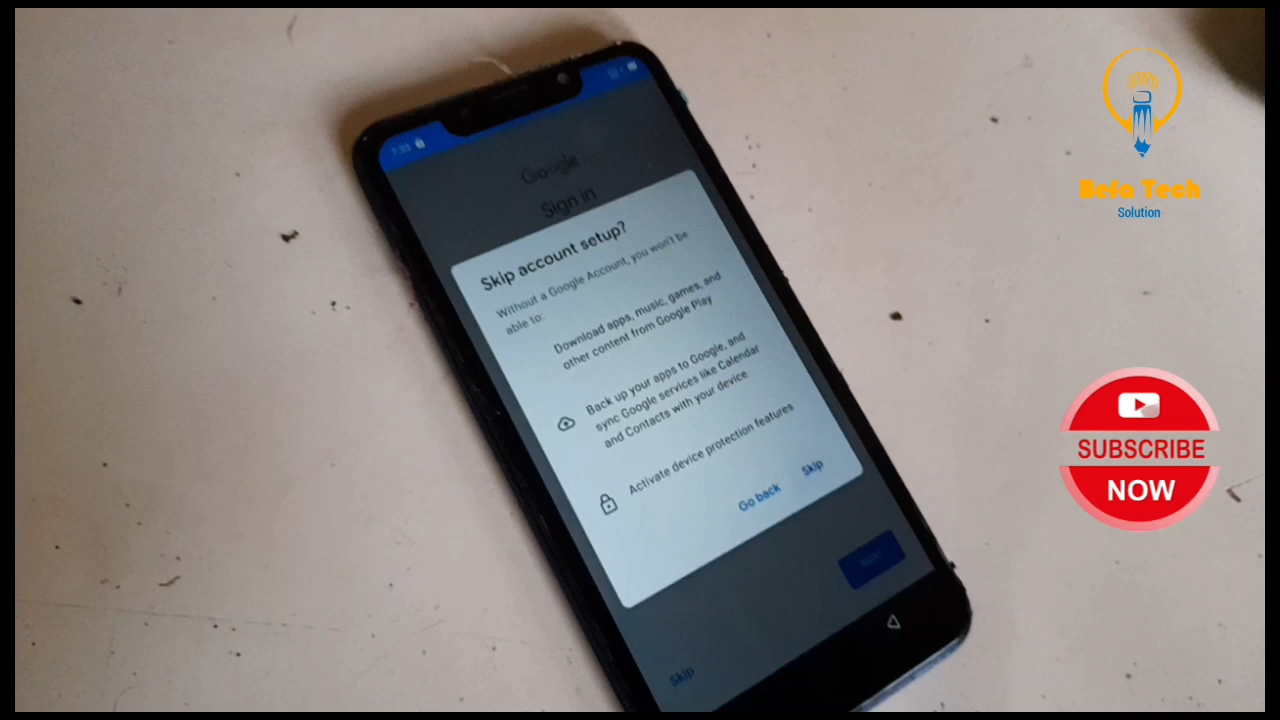 7:33
Google
Sign in
Skip account setup?
Without a Google Account, you won't be
able to:
Download apps, music, games, and
other content from Google Play
Back up your apps to Google, and
sync Google services like Calendar
and Contacts with your device
Activate device protection features
Go back
Skip
Next
Skip
Befa Tech
Solution
SUBSCRIBE
NOW